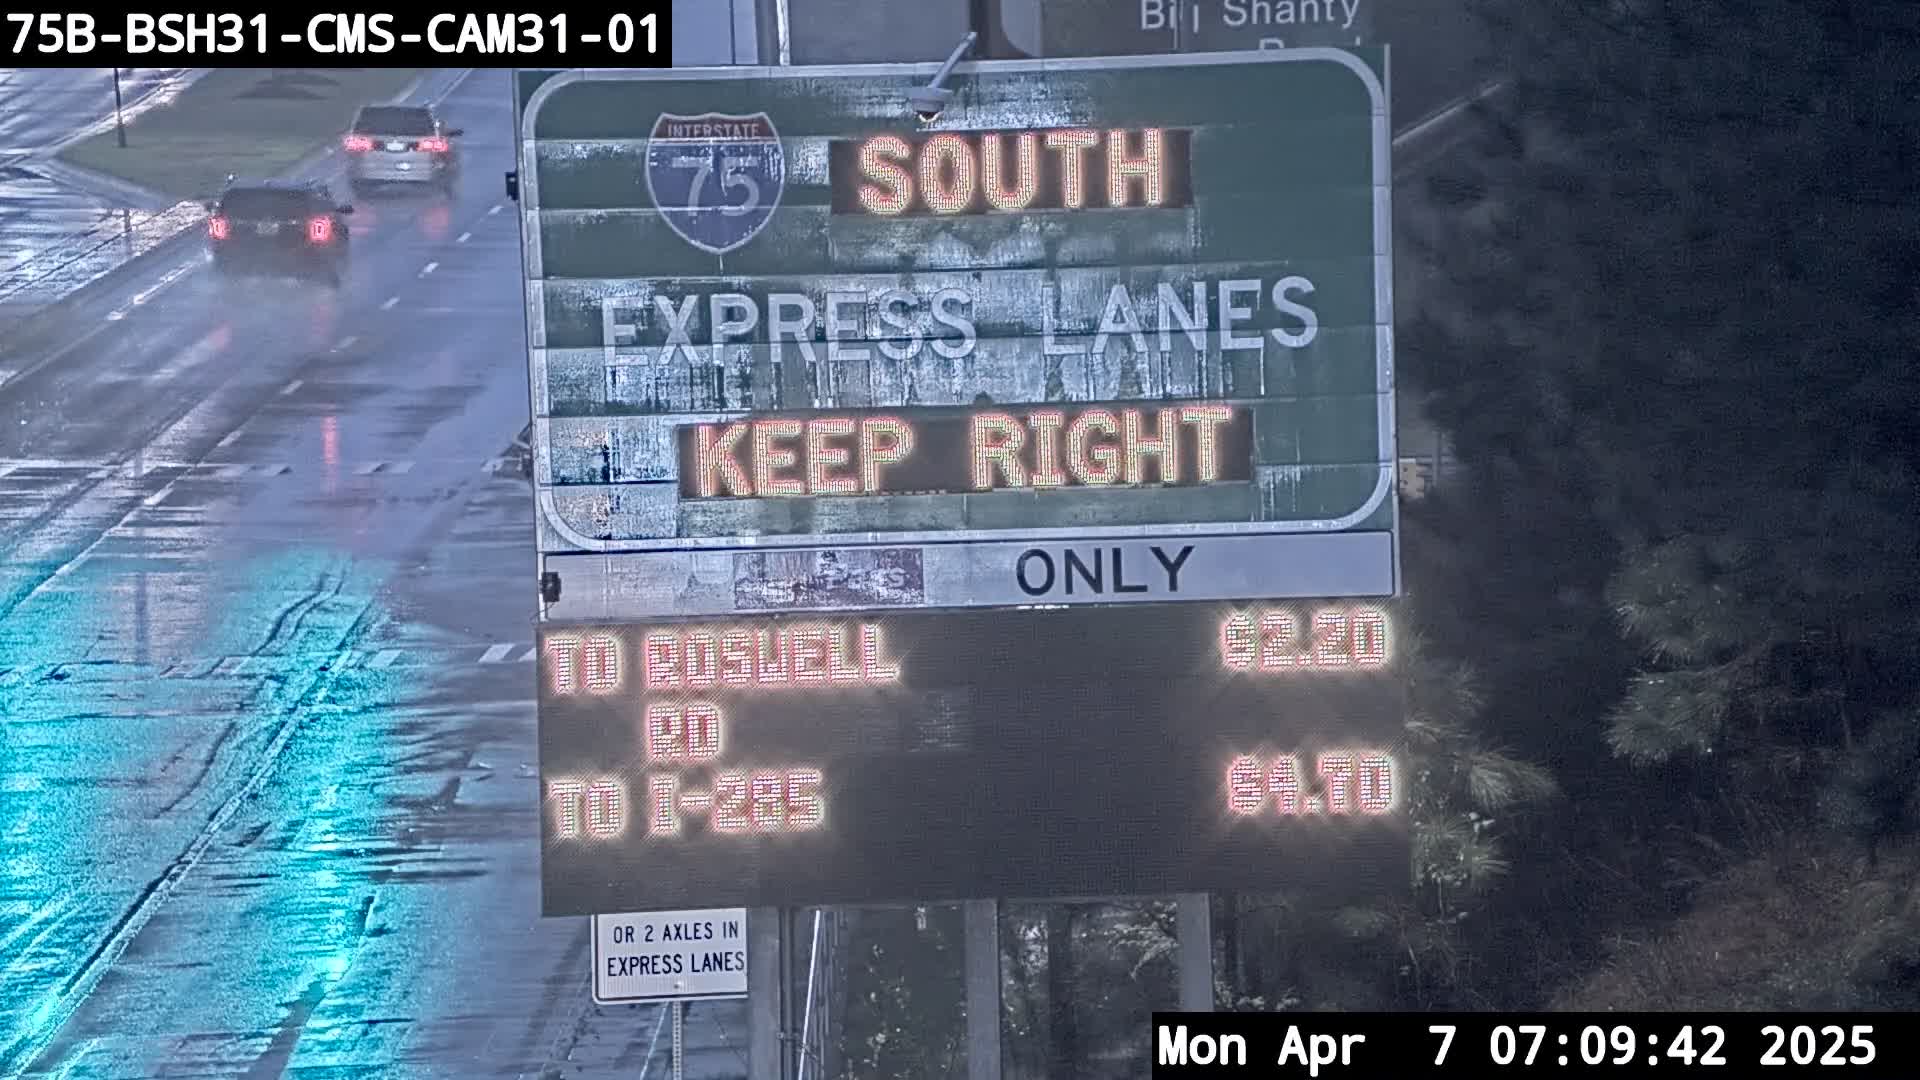 75B-BSH31-CMS-CAM31-01
Shanty
INTERSTATE
75
SOUTH
EXPRESS LANES
KEEP RIGHT
ONLY
TO ROSWELL $2.20
RD
TO I-285 $4.70
OR 2 AXLES IN
EXPRESS LANES
Mon Apr 7 07:09:42 2025